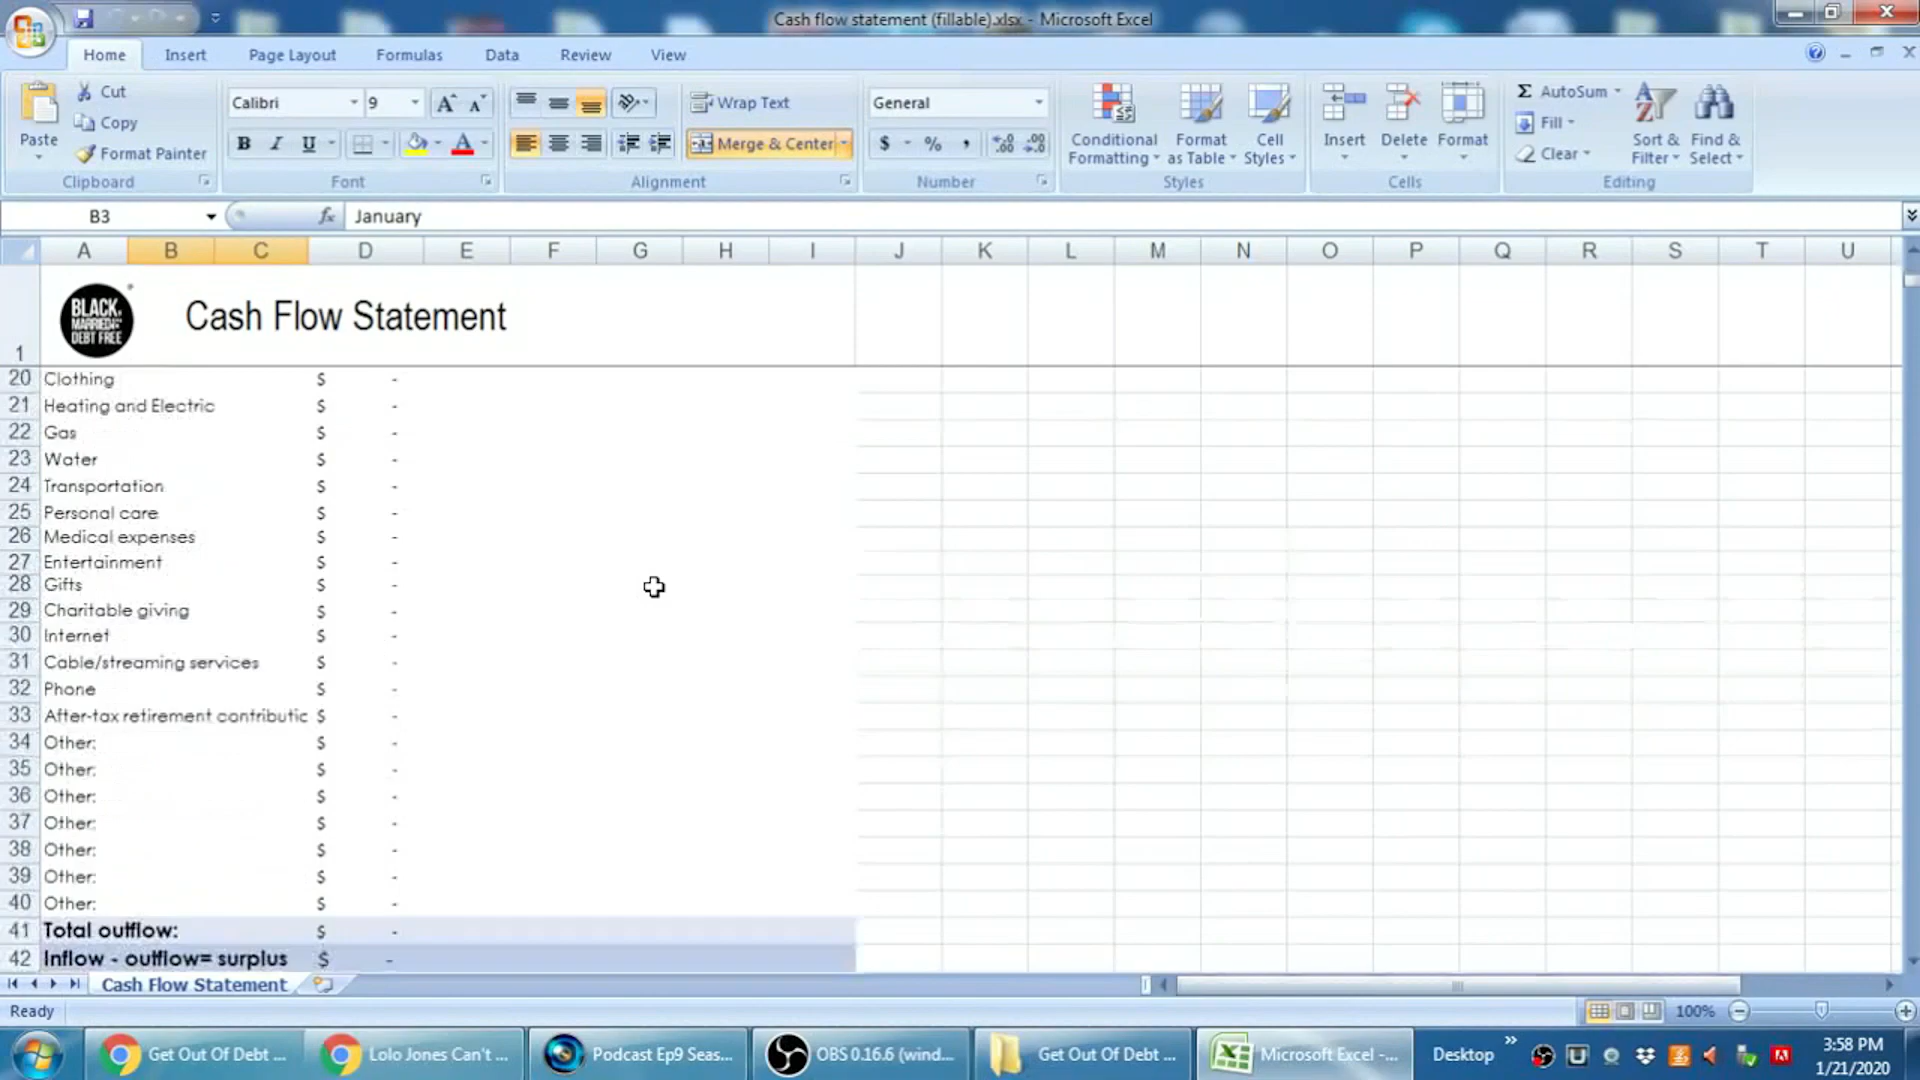 Cash flow statement (fillable).xlsx - Microsoft Excel
Home Insert Page Layout Formulas Data Review View
Cut
Copy
Format Painter
Paste
Clipboard
Calibri 9
B I U
Font
Wrap Text
Merge & Center
Alignment
General
$ % ,
Number
Conditional Formatting
Format as Table
Cell Styles
Styles
Insert Delete Format
Cells
Σ AutoSum
Fill
Clear
Sort & Filter
Find & Select
Editing
B3 fx January
A B C D E F G H I J K L M N O P Q R S T U
BLACK,
MARRIED
DEBT FREE
1 Cash Flow Statement
20 Clothing $ -
21 Heating and Electric $ -
22 Gas $ -
23 Water $ -
24 Transportation $ -
25 Personal care $ -
26 Medical expenses $ -
27 Entertainment $ -
28 Gifts $ -
29 Charitable giving $ -
30 Internet $ -
31 Cable/streaming services $ -
32 Phone $ -
33 After-tax retirement contributic $ -
34 Other: $ -
35 Other: $ -
36 Other: $ -
37 Other: $ -
38 Other: $ -
39 Other: $ -
40 Other: $ -
41 Total outflow: $ -
42 Inflow - outflow= surplus $ -
Cash Flow Statement
Ready 100%
Get Out Of Debt ... Lolo Jones Can't ... Podcast Ep9 Seas... OBS 0.16.6 (wind... Get Out Of Debt ... Microsoft Excel -... Desktop » 3:58 PM
1/21/2020